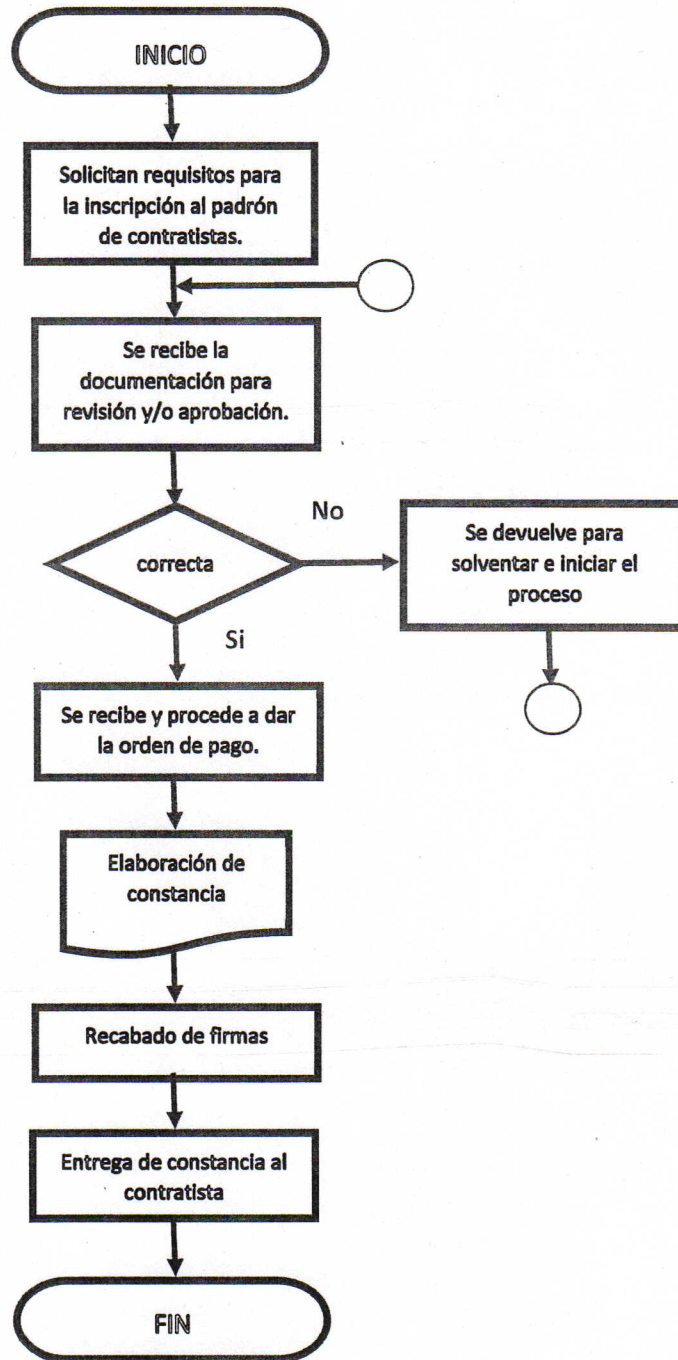 INICIO
Solicitan requisitos para
la inscripción al padrón
de contratistas.
Se recibe la
documentación para
revisión y/o aprobación.
correcta
No
Se devuelve para
solventar e iniciar el
proceso
Si
Se recibe y procede a dar
la orden de pago.
Elaboración de
constancia
Recabado de firmas
Entrega de constancia al
contratista
FIN